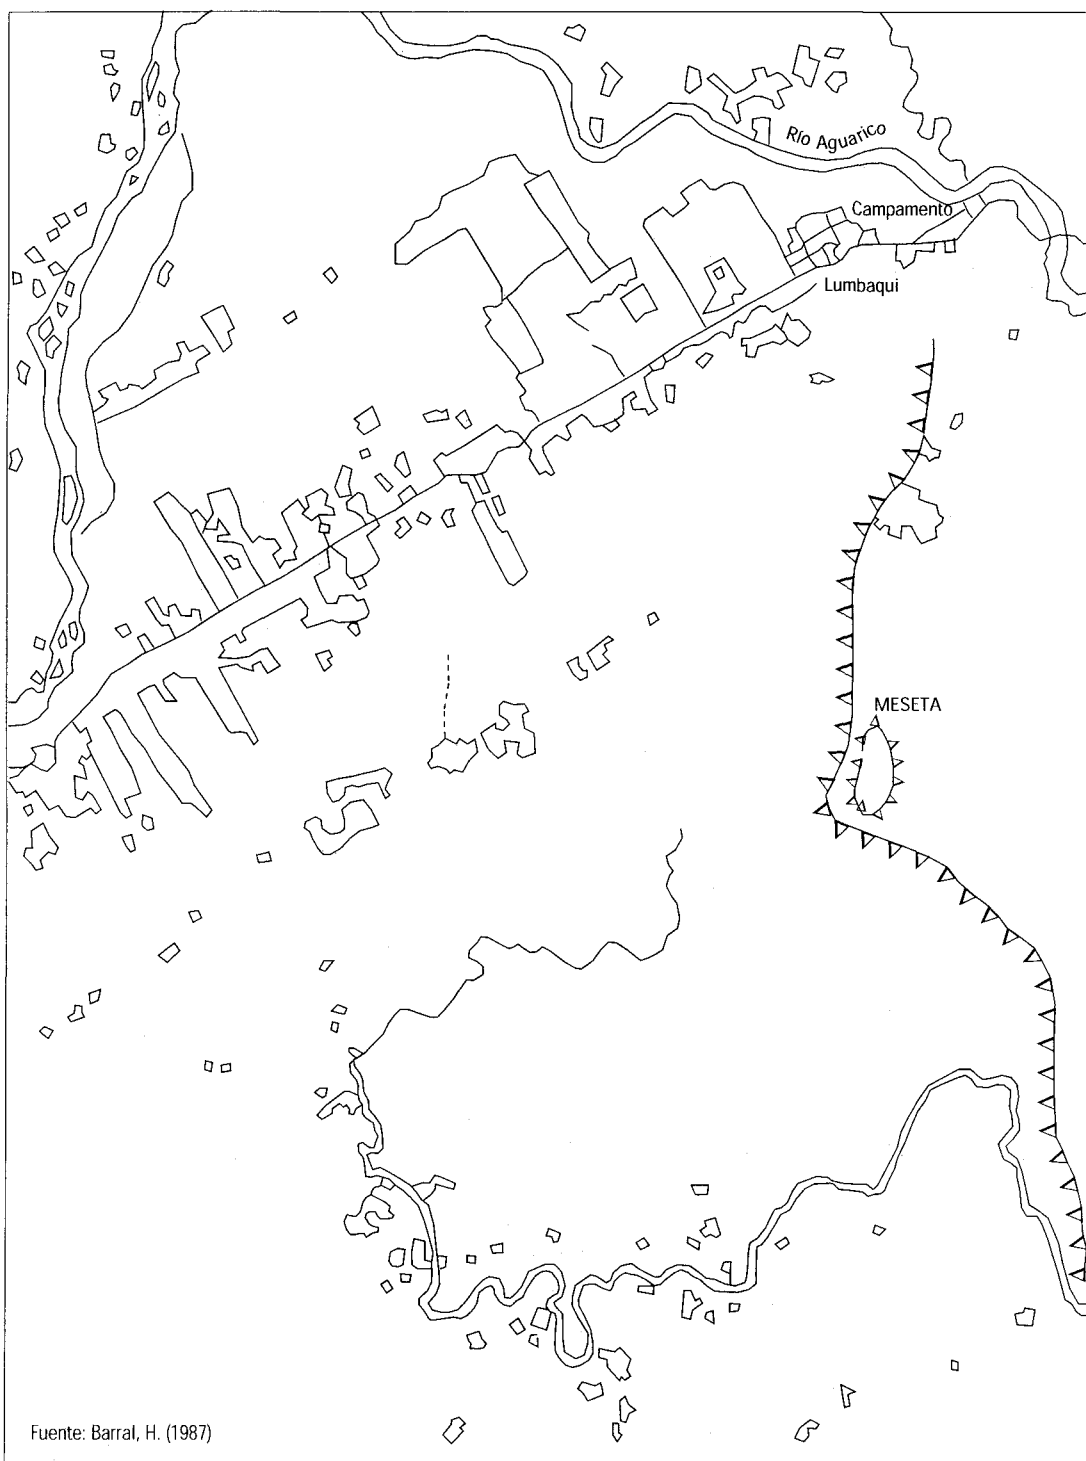 Río Aguarico
Campamento
Lumbaqui
MESETA
Fuente: Barral, H. (1987)